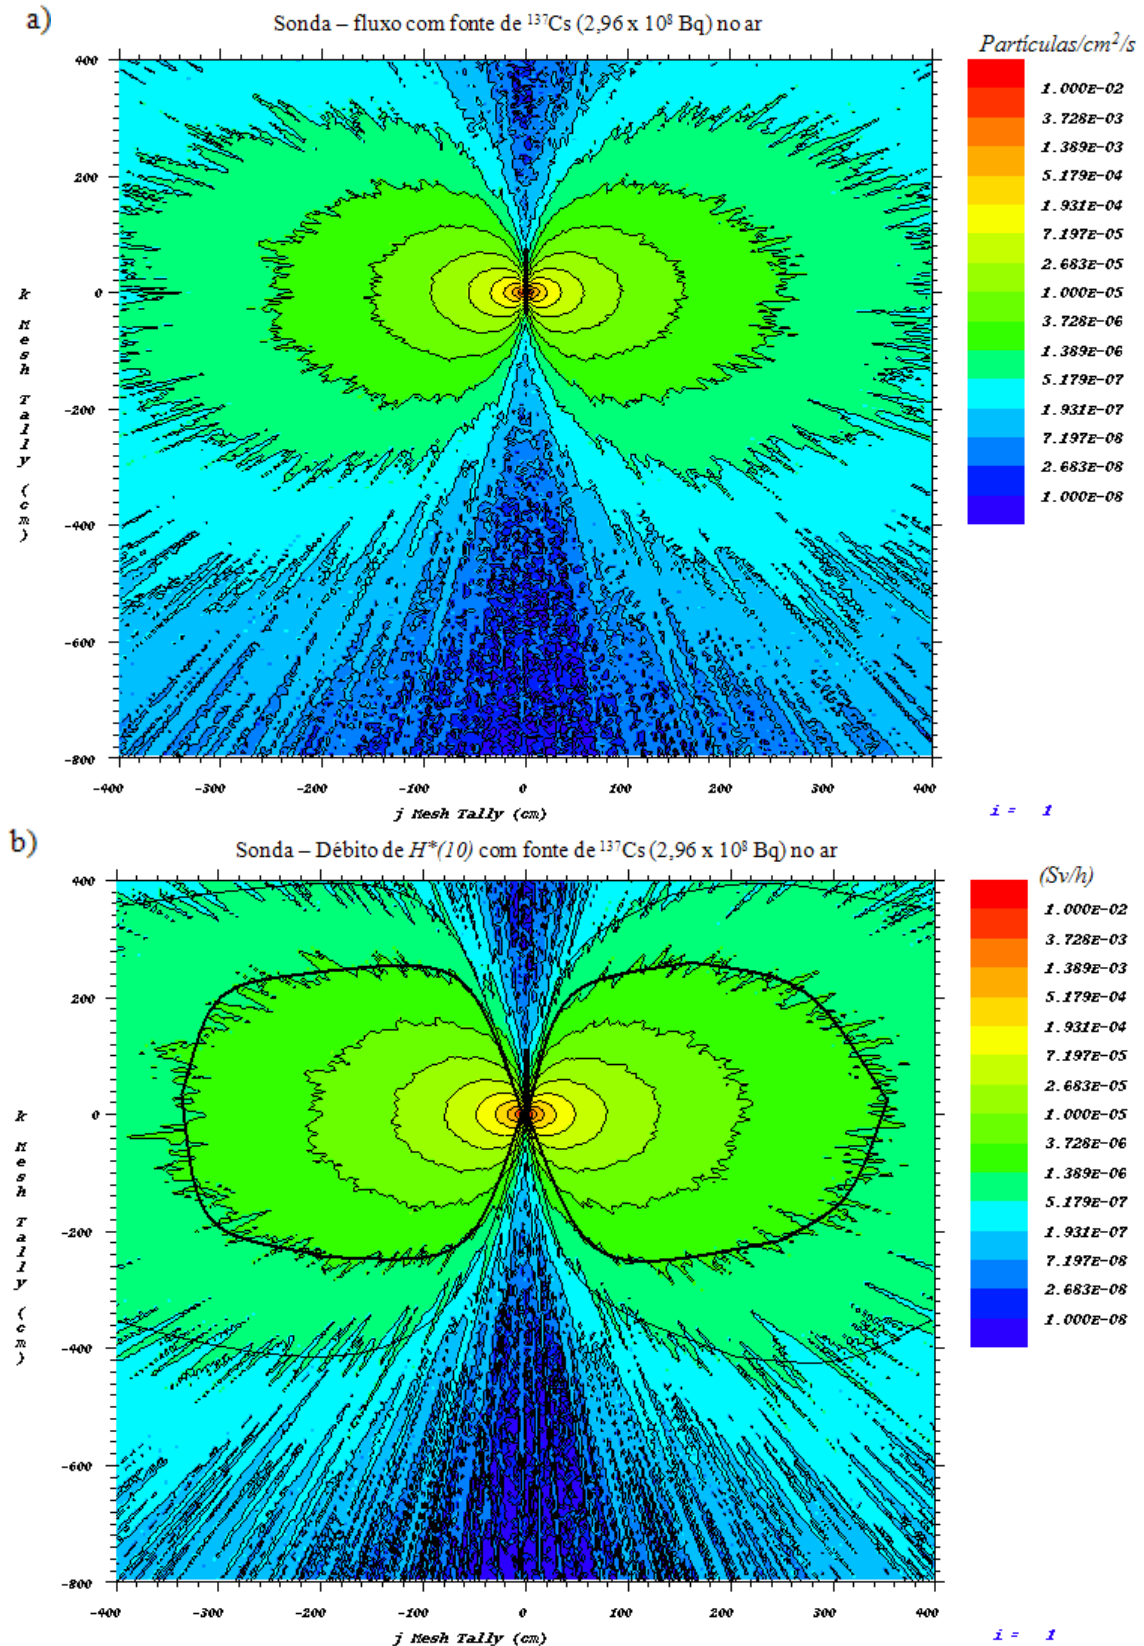 a)
Sonda – fluxo com fonte de ¹³⁷Cs (2,96 x 10⁸ Bq) no ar
Partículas/cm²/s
1.000E-02
3.728E-03
1.389E-03
5.179E-04
1.931E-04
7.197E-05
2.683E-05
1.000E-05
3.728E-06
1.389E-06
5.179E-07
1.931E-07
7.197E-08
2.683E-08
1.000E-08
400
200
0
-200
-400
-600
-800
k Mesh Tally (cm)
-400 -300 -200 -100 0 100 200 300 400
j Mesh Tally (cm)
i = 1
b)
Sonda – Débito de H*(10) com fonte de ¹³⁷Cs (2,96 x 10⁸ Bq) no ar
(Sv/h)
1.000E-02
3.728E-03
1.389E-03
5.179E-04
1.931E-04
7.197E-05
2.683E-05
1.000E-05
3.728E-06
1.389E-06
5.179E-07
1.931E-07
7.197E-08
2.683E-08
1.000E-08
400
200
0
-200
-400
-600
-800
k Mesh Tally (cm)
-400 -300 -200 -100 0 100 200 300 400
j Mesh Tally (cm)
i = 1